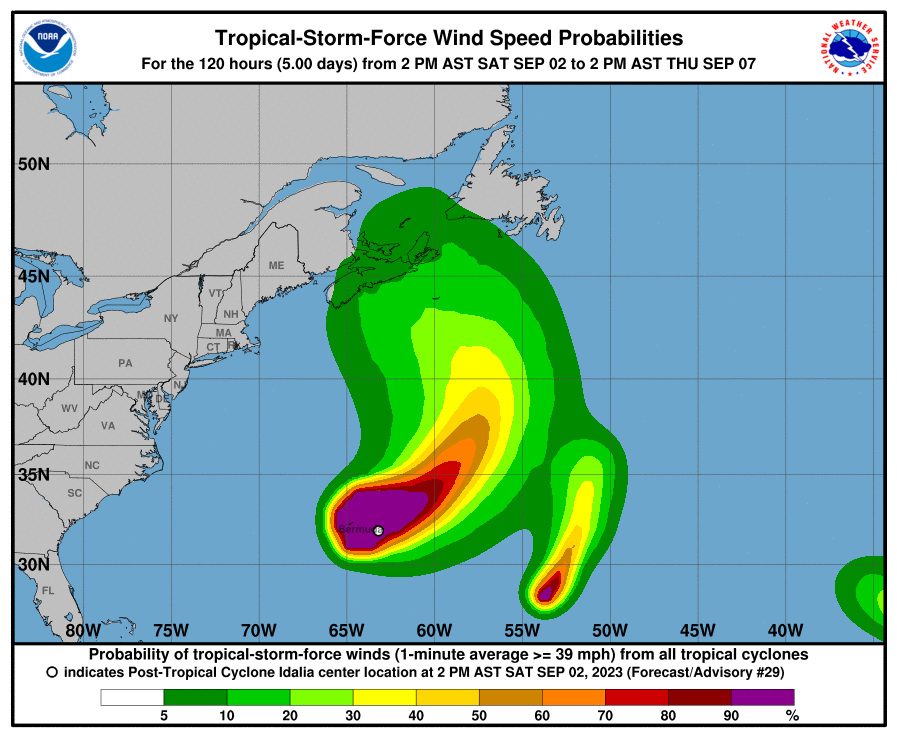 Tropical-Storm-Force Wind Speed Probabilities
For the 120 hours (5.00 days) from 2 PM AST SAT SEP 02 to 2 PM AST THU SEP 07
NOAA
NATIONAL WEATHER SERVICE
50N
45N
40N
35N
30N
ME
VT
NH
NY
MA
CT
PA
NJ
DE
WV
VA
NC
SC
FL
Bermuda
80W 75W 70W 65W 60W 55W 50W 45W 40W
Probability of tropical-storm-force winds (1-minute average >= 39 mph) from all tropical cyclones
indicates Post-Tropical Cyclone Idalia center location at 2 PM AST SAT SEP 02, 2023 (Forecast/Advisory #29)
5 10 20 30 40 50 60 70 80 90 %